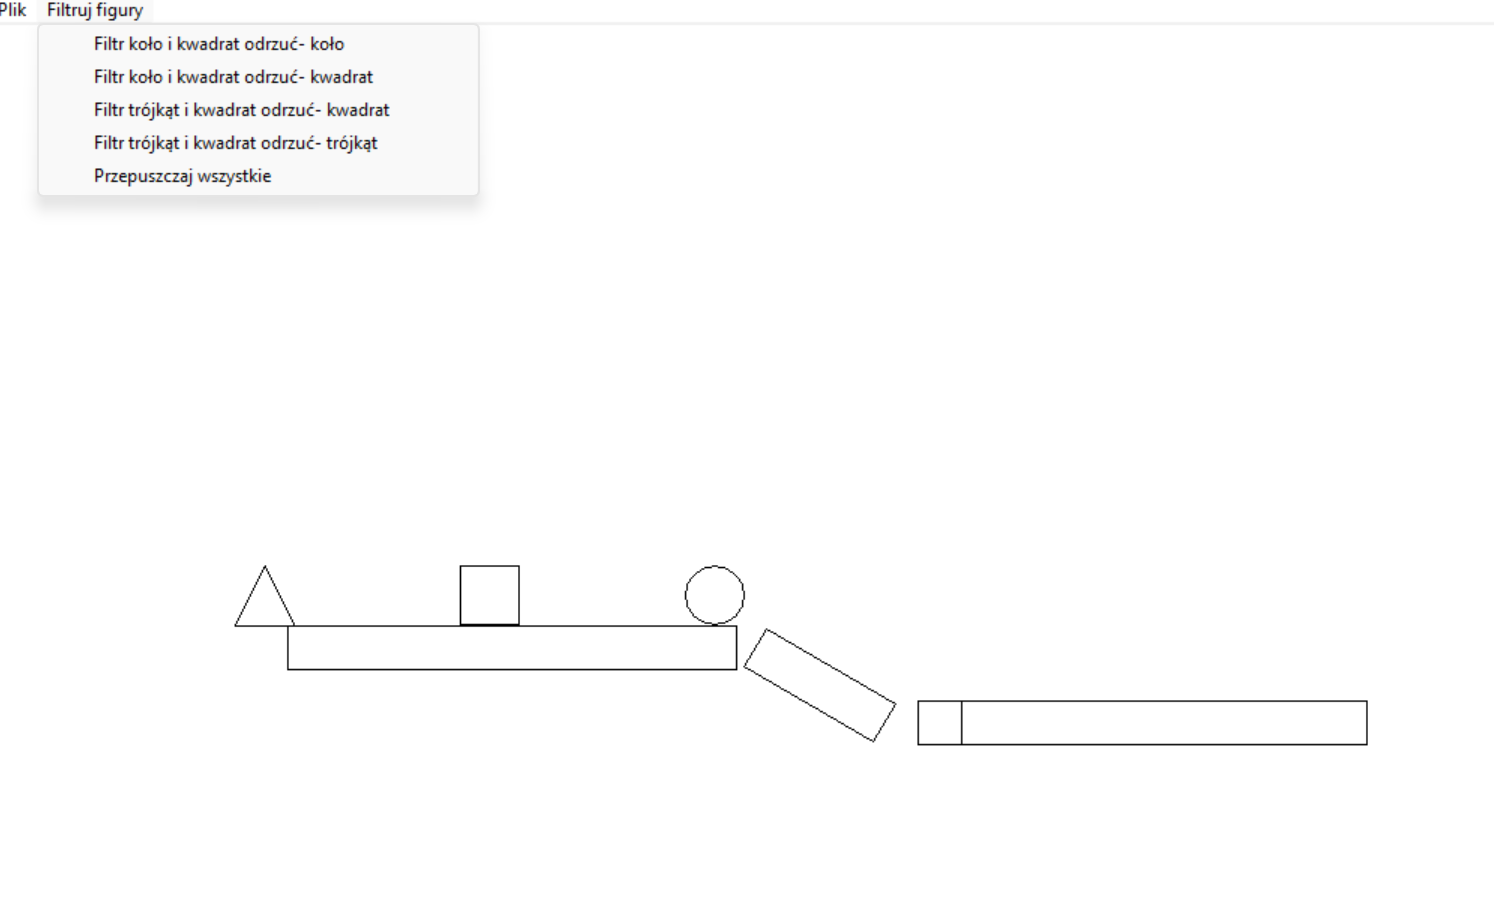 Plik Filtruj figury
Filtr koło i kwadrat odrzuć- koło
Filtr koło i kwadrat odrzuć- kwadrat
Filtr trójkąt i kwadrat odrzuć- kwadrat
Filtr trójkąt i kwadrat odrzuć- trójkąt
Przepuszczaj wszystkie